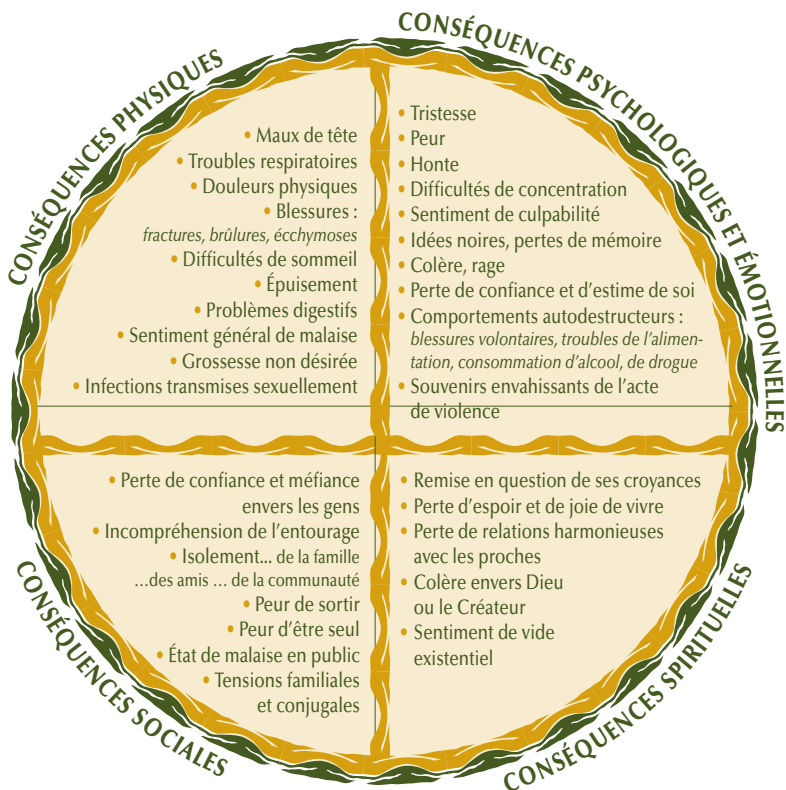 CONSÉQUENCES PHYSIQUES
• Maux de tête
• Troubles respiratoires
• Douleurs physiques
• Blessures :
fractures, brûlures, écchymoses
• Difficultés de sommeil
• Épuisement
• Problèmes digestifs
• Sentiment général de malaise
• Grossesse non désirée
• Infections transmises sexuellement
CONSÉQUENCES PSYCHOLOGIQUES ET ÉMOTIONNELLES
• Tristesse
• Peur
• Honte
• Difficultés de concentration
• Sentiment de culpabilité
• Idées noires, pertes de mémoire
• Colère, rage
• Perte de confiance et d'estime de soi
• Comportements autodestructeurs :
blessures volontaires, troubles de l'alimen-
tation, consommation d'alcool, de drogue
• Souvenirs envahissants de l'acte
de violence
• Perte de confiance et méfiance
envers les gens
• Incompréhension de l'entourage
• Isolement... de la famille
...des amis ... de la communauté
• Peur de sortir
• Peur d'être seul
• État de malaise en public
• Tensions familiales
et conjugales
CONSÉQUENCES SOCIALES
• Remise en question de ses croyances
• Perte d'espoir et de joie de vivre
• Perte de relations harmonieuses
avec les proches
• Colère envers Dieu
ou le Créateur
• Sentiment de vide
existentiel
CONSÉQUENCES SPIRITUELLES